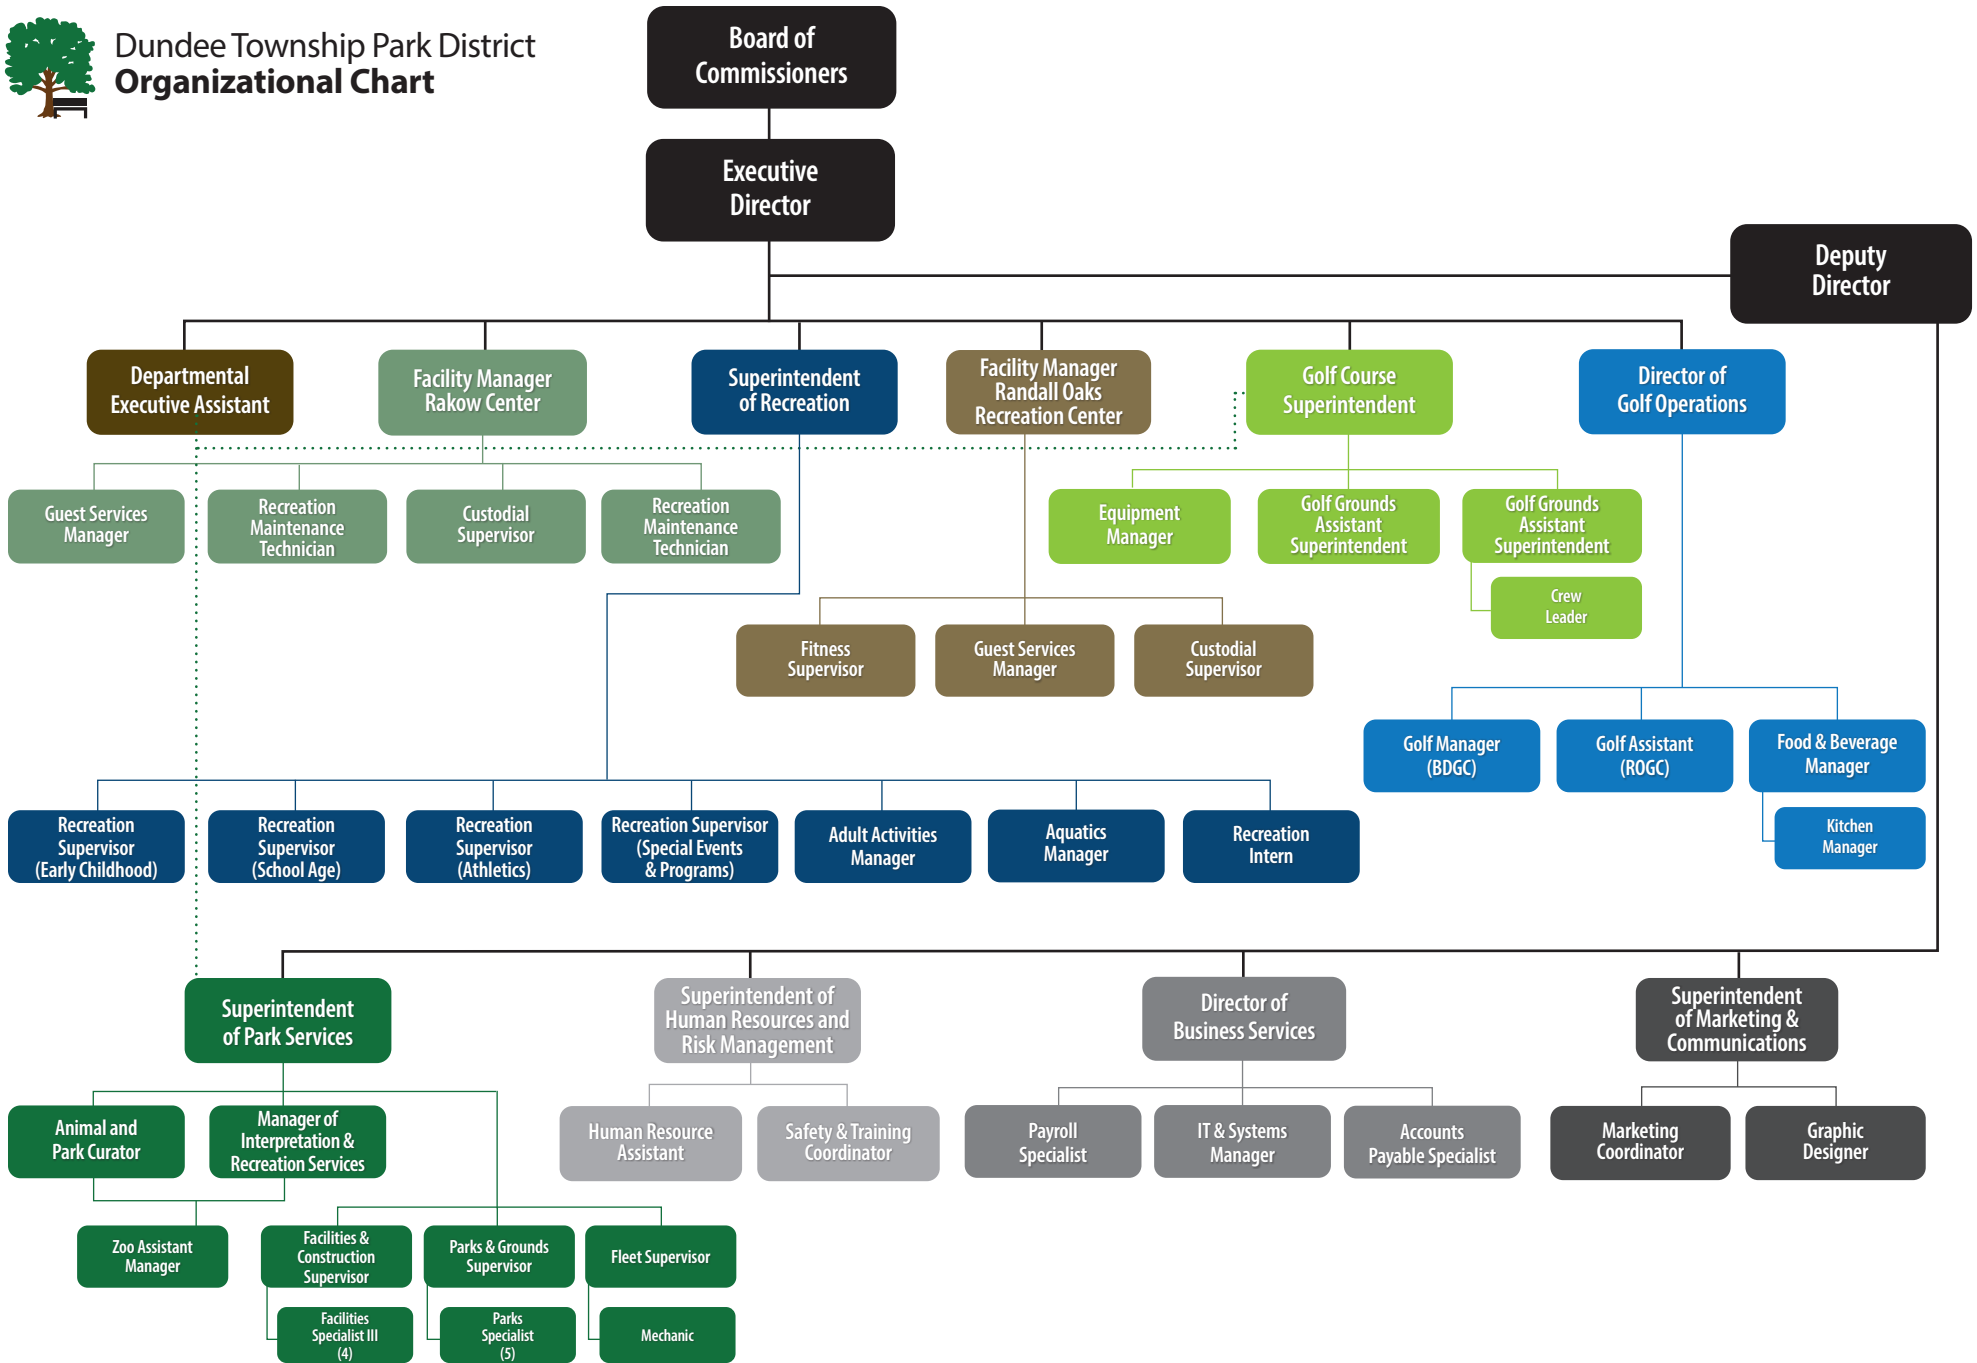 Dundee Township Park District
Organizational Chart
Board of
Commissioners
Executive
Director
Deputy
Director
Departmental
Executive Assistant
Facility Manager
Rakow Center
Superintendent
of Recreation
Facility Manager
Randall Oaks
Recreation Center
Golf Course
Superintendent
Director of
Golf Operations
Guest Services
Manager
Recreation
Maintenance
Technician
Custodial
Supervisor
Recreation
Maintenance
Technician
Equipment
Manager
Golf Grounds
Assistant
Superintendent
Golf Grounds
Assistant
Superintendent
Crew
Leader
Fitness
Supervisor
Guest Services
Manager
Custodial
Supervisor
Golf Manager
(BDGC)
Golf Assistant
(ROGC)
Food & Beverage
Manager
Kitchen
Manager
Recreation
Supervisor
(Early Childhood)
Recreation
Supervisor
(School Age)
Recreation
Supervisor
(Athletics)
Recreation Supervisor
(Special Events
& Programs)
Adult Activities
Manager
Aquatics
Manager
Recreation
Intern
Superintendent
of Park Services
Superintendent of
Human Resources and
Risk Management
Director of
Business Services
Superintendent
of Marketing &
Communications
Animal and
Park Curator
Manager of
Interpretation &
Recreation Services
Human Resource
Assistant
Safety & Training
Coordinator
Payroll
Specialist
IT & Systems
Manager
Accounts
Payable Specialist
Marketing
Coordinator
Graphic
Designer
Zoo Assistant
Manager
Facilities &
Construction
Supervisor
Parks & Grounds
Supervisor
Fleet Supervisor
Facilities
Specialist III
(4)
Parks
Specialist
(5)
Mechanic